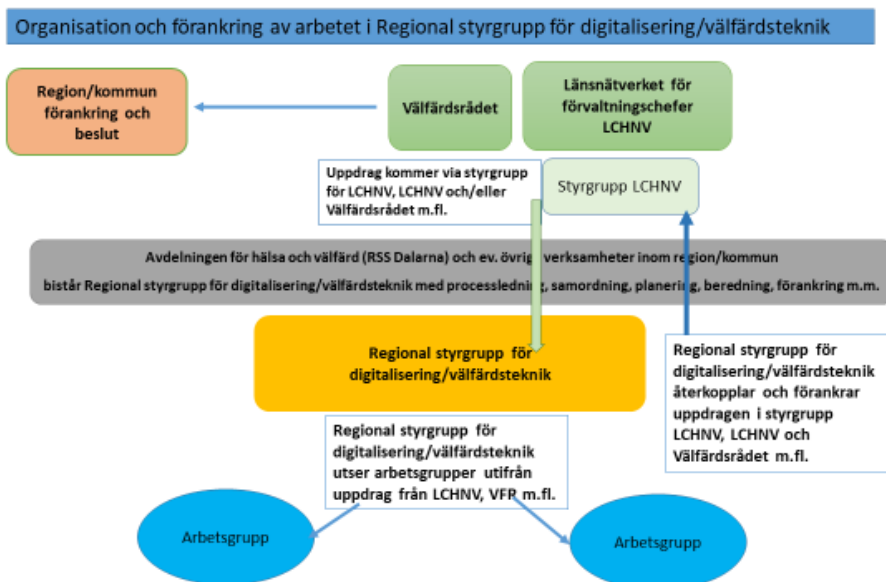 Organisation och förankring av arbetet i Regional styrgrupp för digitalisering/välfärdsteknik
Region/kommun
förankring och
beslut
Välfärdsrådet
Länsnätverket för
förvaltningschefer
LCHNV
Uppdrag kommer via styrgrupp
för LCHNV, LCHNV och/eller
Välfärdsrådet m.fl.
Styrgrupp LCHNV
Avdelningen för hälsa och välfärd (RSS Dalarna) och ev. övriga verksamheter inom region/kommun
bistår Regional styrgrupp för digitalisering/välfärdsteknik med processledning, samordning, planering, beredning, förankring m.m.
Regional styrgrupp för
digitalisering/välfärdsteknik
Regional styrgrupp för
digitalisering/välfärdsteknik
återkopplar och förankrar
uppdragen i styrgrupp
LCHNV, LCHNV och
Välfärdsrådet m.fl.
Regional styrgrupp för
digitalisering/välfärdsteknik
utser arbetsgrupper utifrån
uppdrag från LCHNV, VFR m.fl.
Arbetsgrupp
Arbetsgrupp